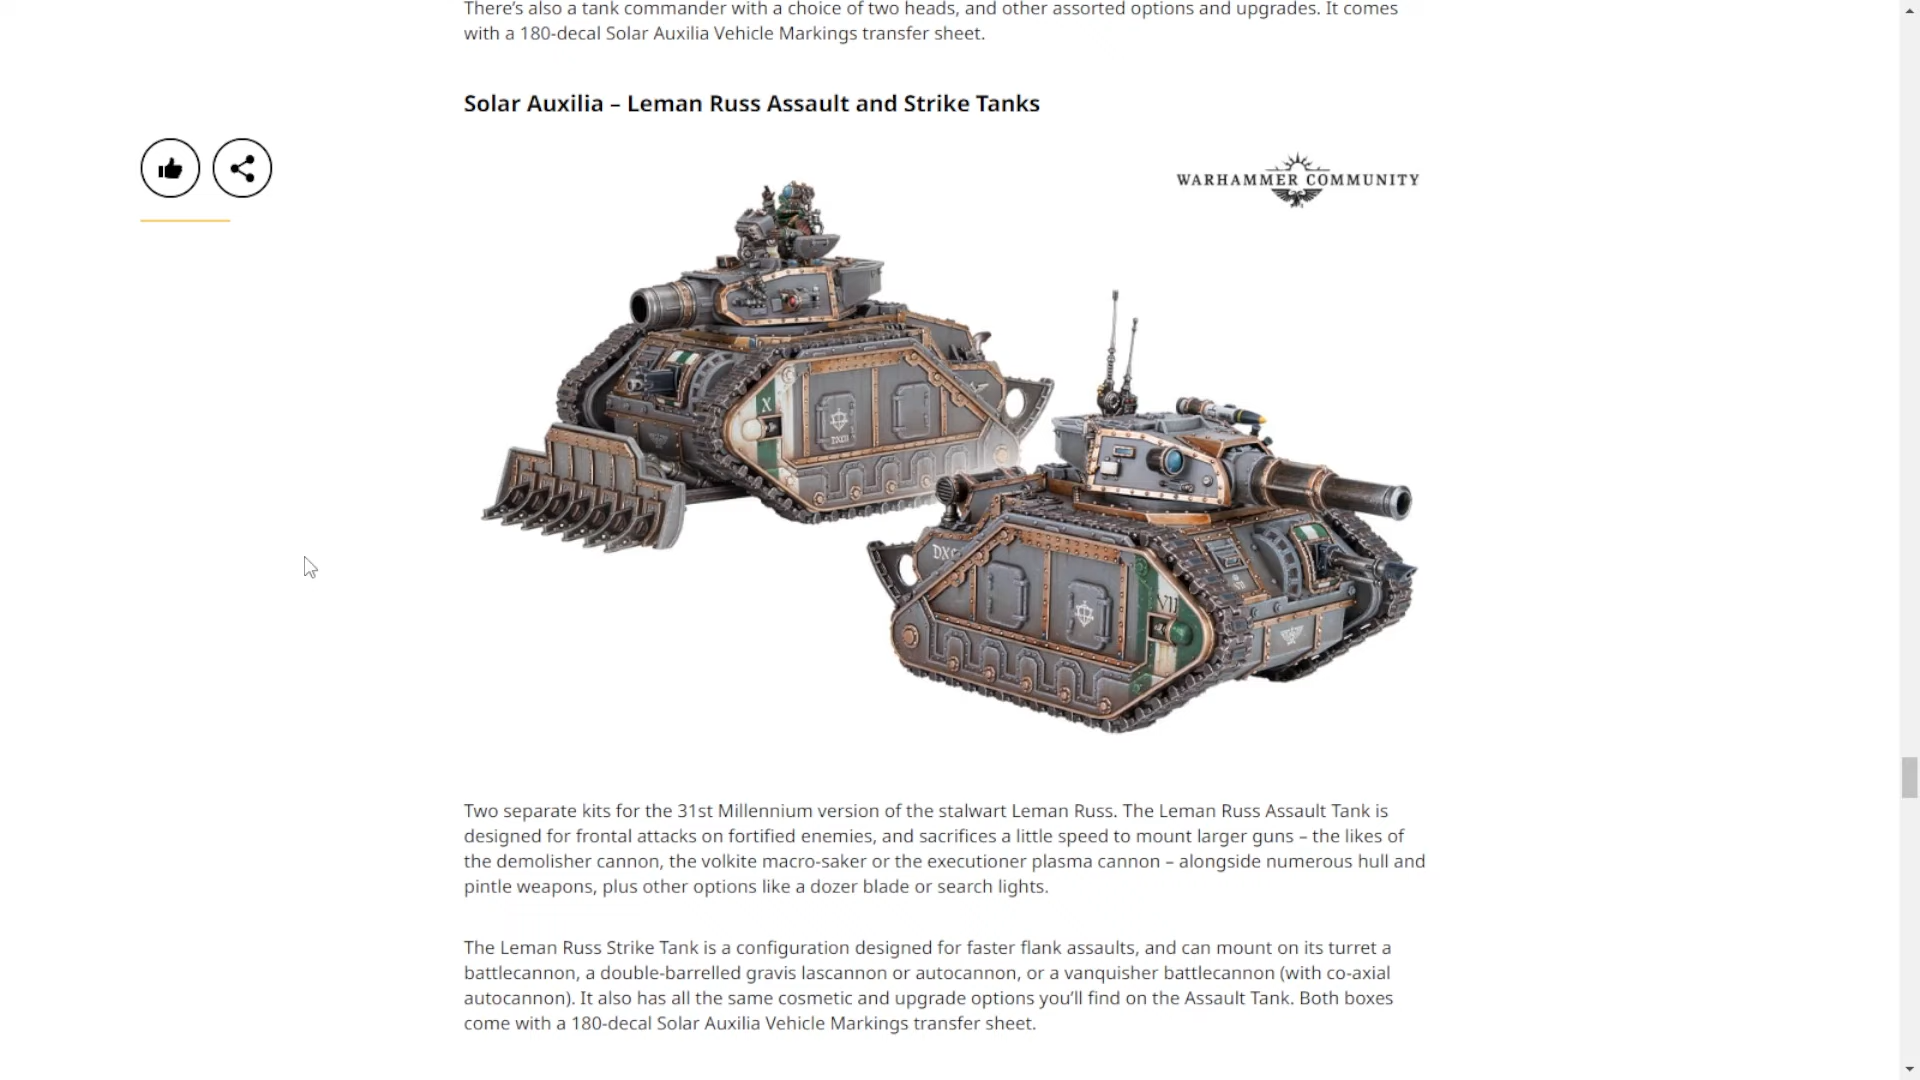 There’s also a tank commander with a choice of two heads, and other assorted options and upgrades. It comes
with a 180-decal Solar Auxilia Vehicle Markings transfer sheet.
Solar Auxilia – Leman Russ Assault and Strike Tanks
WARHAMMER COMMUNITY
X
VII
Two separate kits for the 31st Millennium version of the stalwart Leman Russ. The Leman Russ Assault Tank is
designed for frontal attacks on fortified enemies, and sacrifices a little speed to mount larger guns – the likes of
the demolisher cannon, the volkite macro-saker or the executioner plasma cannon – alongside numerous hull and
pintle weapons, plus other options like a dozer blade or search lights.
The Leman Russ Strike Tank is a configuration designed for faster flank assaults, and can mount on its turret a
battlecannon, a double-barrelled gravis lascannon or autocannon, or a vanquisher battlecannon (with co-axial
autocannon). It also has all the same cosmetic and upgrade options you’ll find on the Assault Tank. Both boxes
come with a 180-decal Solar Auxilia Vehicle Markings transfer sheet.